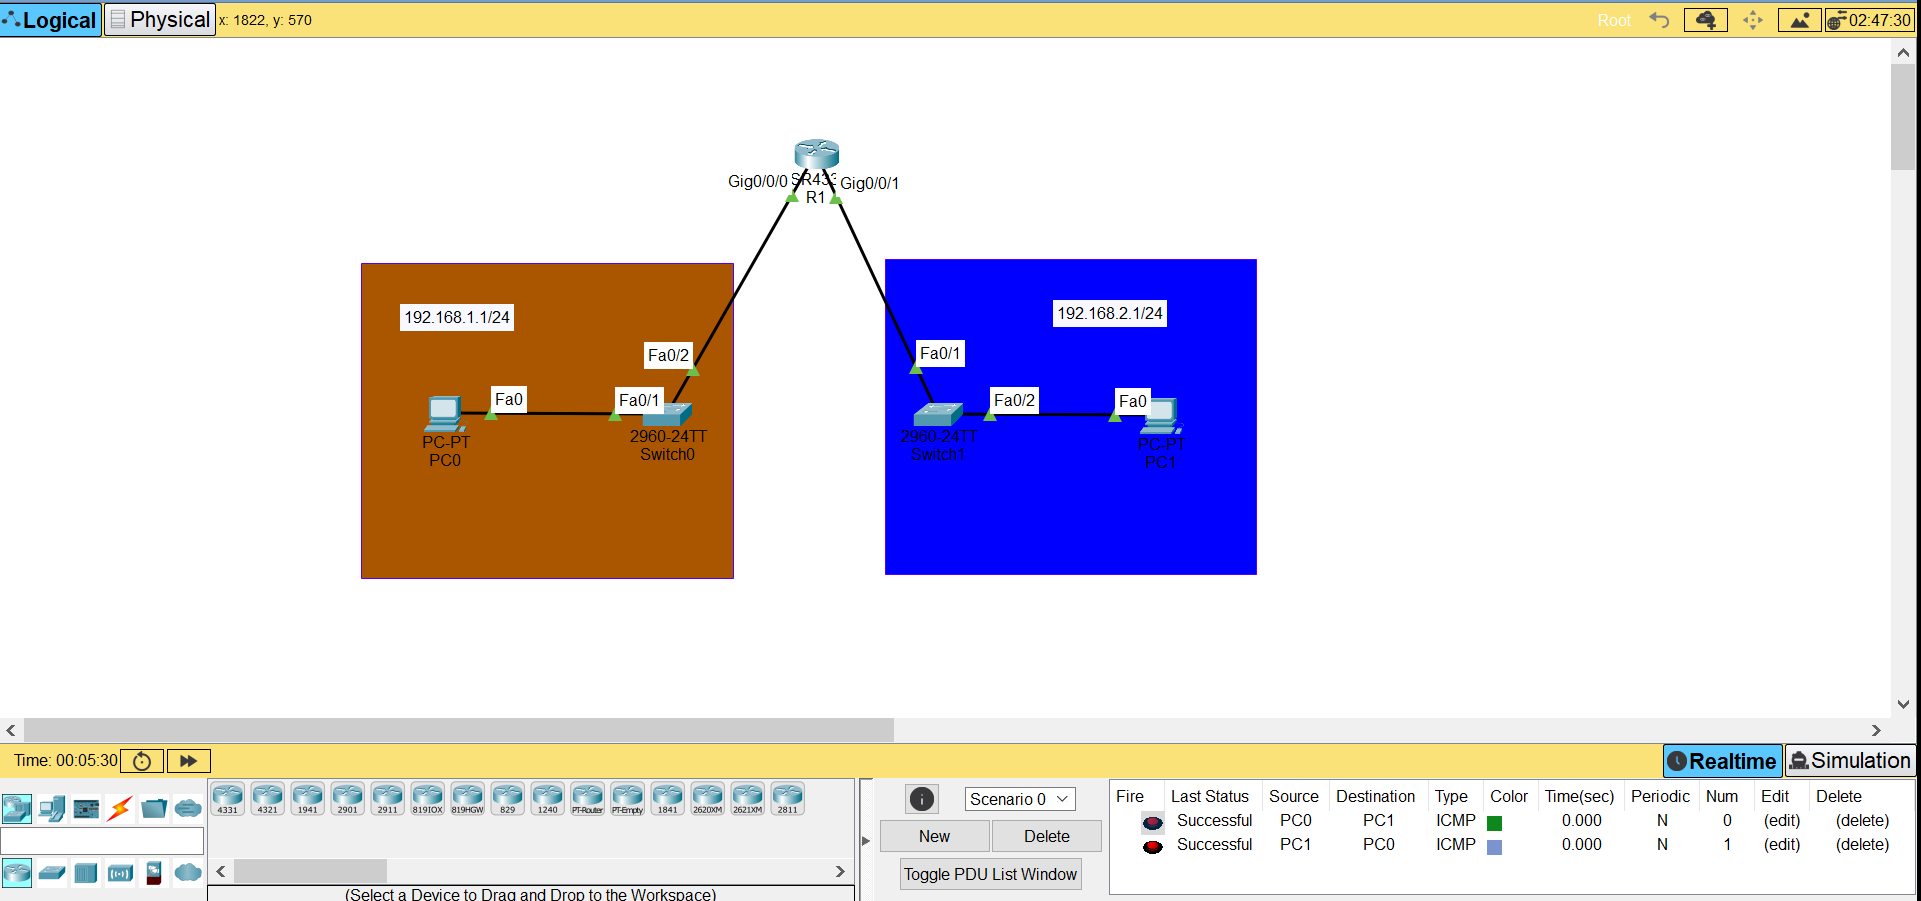 Logical Physical x: 1822, y: 570 Root 02:47:30
Gig0/0/0 SR433 Gig0/0/1
R1
192.168.1.1/24 192.168.2.1/24
Fa0/2 Fa0/1
Fa0 Fa0/1 Fa0/2 Fa0
PC-PT 2960-24TT 2960-24TT PC-PT
PC0 Switch0 Switch1 PC1
Time: 00:05:30 Realtime Simulation
4331 4321 1941 2901 2911 819IOX 819HGW 829 1240 PT-Router PT-Empty 1841 2620XM 2621XM 2811
Scenario 0
New Delete
Toggle PDU List Window
Fire Last Status Source Destination Type Color Time(sec) Periodic Num Edit Delete
Successful PC0 PC1 ICMP 0.000 N 0 (edit) (delete)
Successful PC1 PC0 ICMP 0.000 N 1 (edit) (delete)
(Select a Device to Drag and Drop to the Workspace)